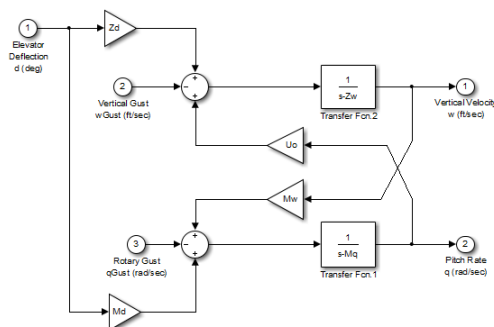 1
Elevator
Deflection
d (deg)
Zd
2
Vertical Gust
wGust (ft/sec)
− + +
1
s-Zw
Transfer Fcn.2
1
Vertical Velocity
w (ft/sec)
Uo
Mw
3
Rotary Gust
qGust (rad/sec)
+ − +
1
s-Mq
Transfer Fcn.1
2
Pitch Rate
q (rad/sec)
Md